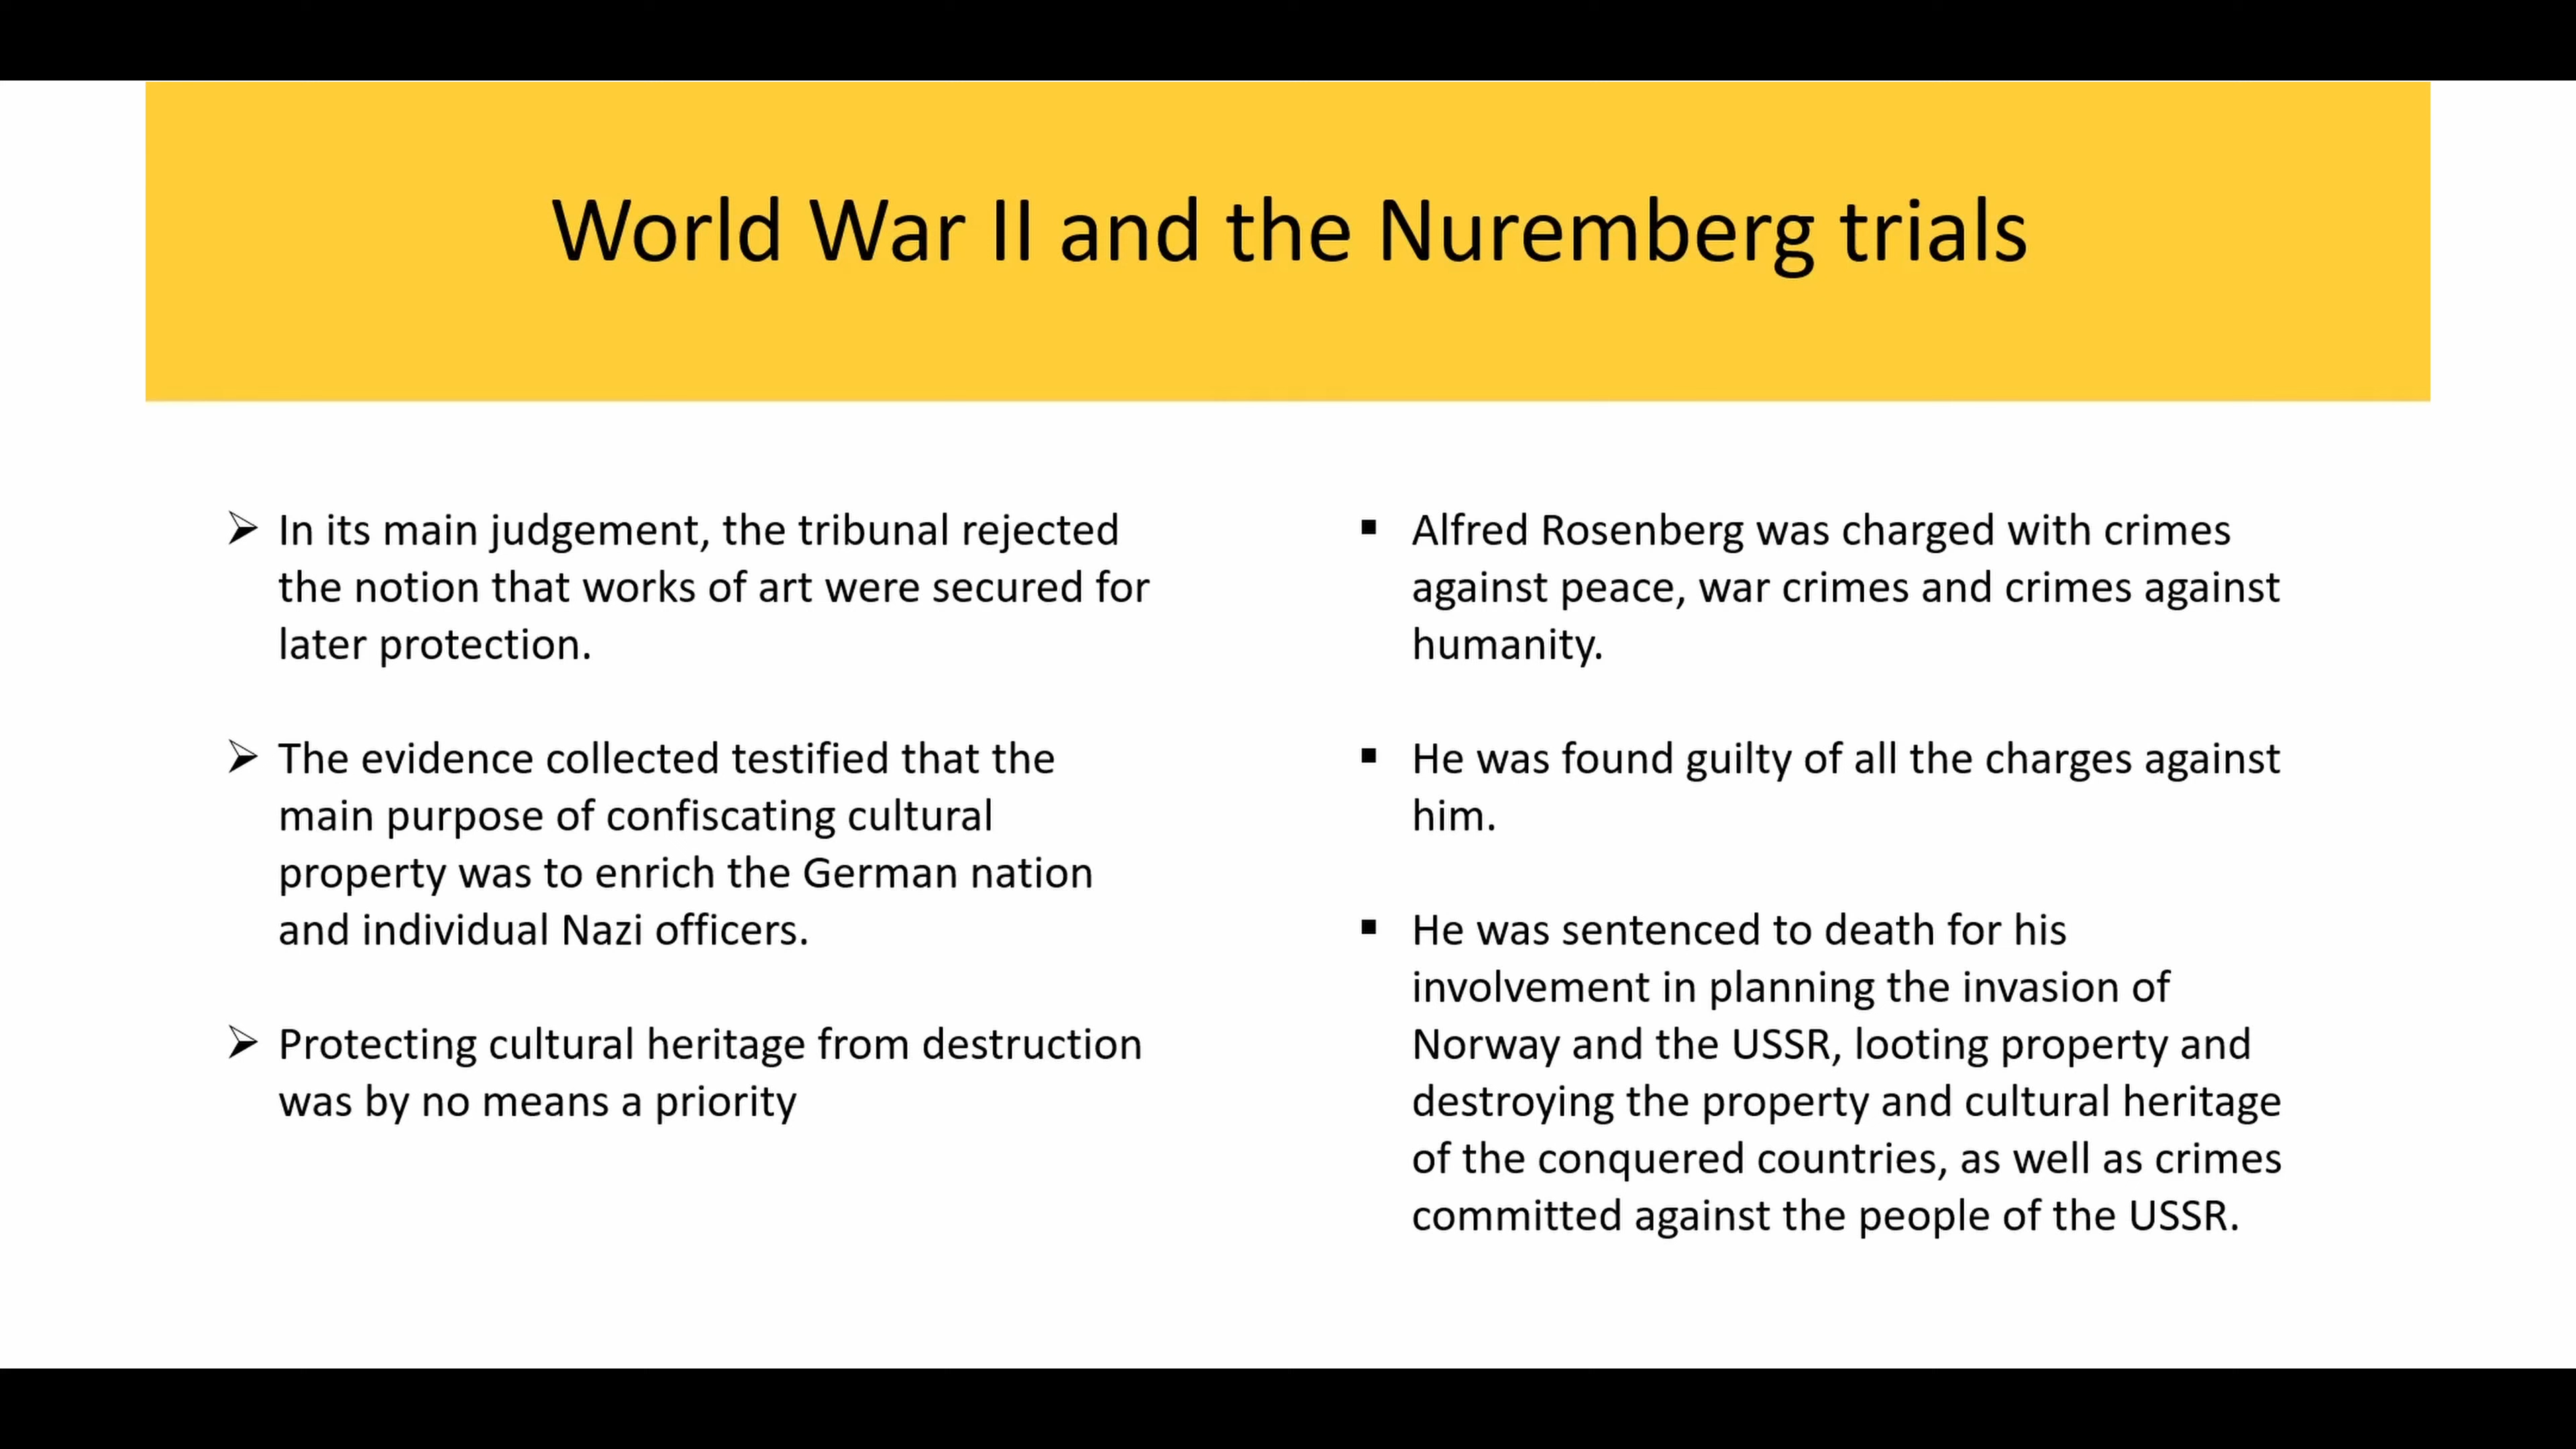 World War II and the Nuremberg trials
In its main judgement, the tribunal rejected
the notion that works of art were secured for
later protection.
The evidence collected testified that the
main purpose of confiscating cultural
property was to enrich the German nation
and individual Nazi officers.
Protecting cultural heritage from destruction
was by no means a priority
Alfred Rosenberg was charged with crimes
against peace, war crimes and crimes against
humanity.
He was found guilty of all the charges against
him.
He was sentenced to death for his
involvement in planning the invasion of
Norway and the USSR, looting property and
destroying the property and cultural heritage
of the conquered countries, as well as crimes
committed against the people of the USSR.